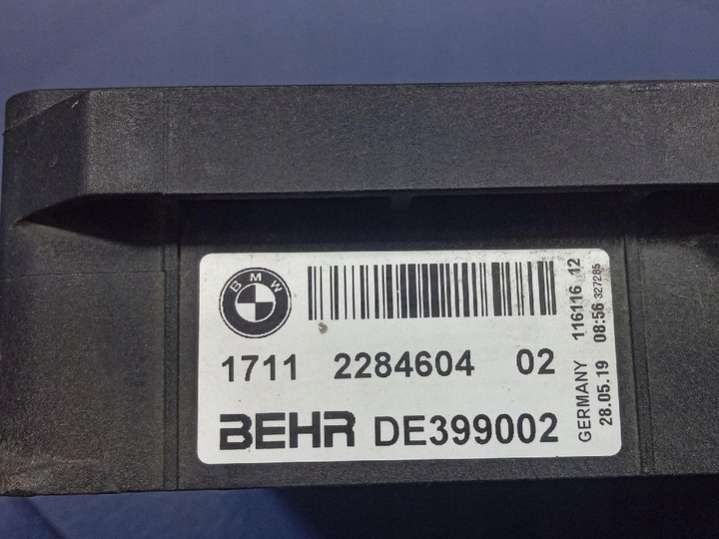 BMW
1711 2284604 02
BEHR DE399002
GERMANY 116116 12
28.05.19 08:56 327285